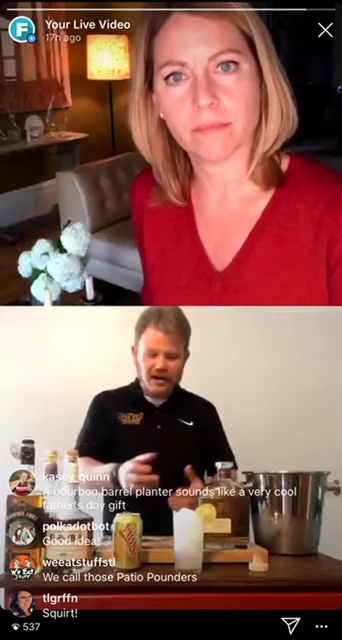 Your Live Video
17h ago
kasey_quinn
A bourbon barrel planter sounds like a very cool
father's day gift
polkadotbot
Good idea!
weeatstuffstl
We call those Patio Pounders
tlgrffn
Squirt!
537